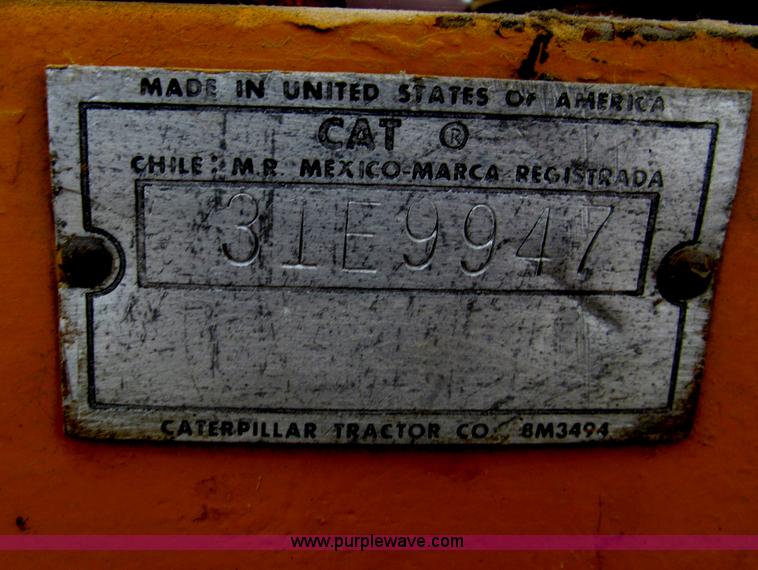 MADE IN UNITED STATES OF AMERICA
CAT ®
CHILE: M.R. MEXICO-MARCA REGISTRADA
31E9947
CATERPILLAR TRACTOR CO. 8M3494
www.purplewave.com